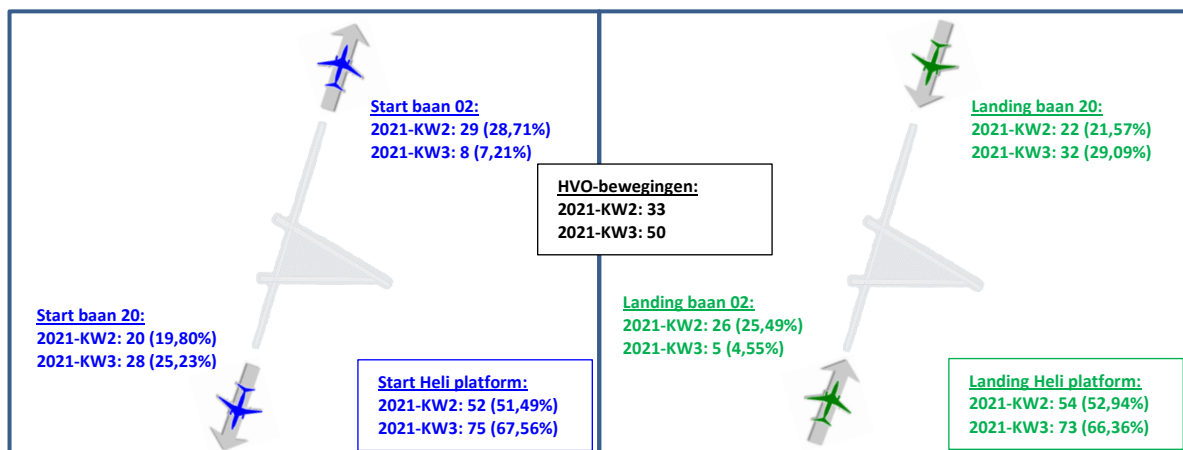 Start baan 02:
2021-KW2: 29 (28,71%)
2021-KW3: 8 (7,21%)
Start baan 20:
2021-KW2: 20 (19,80%)
2021-KW3: 28 (25,23%)
Start Heli platform:
2021-KW2: 52 (51,49%)
2021-KW3: 75 (67,56%)
HVO-bewegingen:
2021-KW2: 33
2021-KW3: 50
Landing baan 20:
2021-KW2: 22 (21,57%)
2021-KW3: 32 (29,09%)
Landing baan 02:
2021-KW2: 26 (25,49%)
2021-KW3: 5 (4,55%)
Landing Heli platform:
2021-KW2: 54 (52,94%)
2021-KW3: 73 (66,36%)